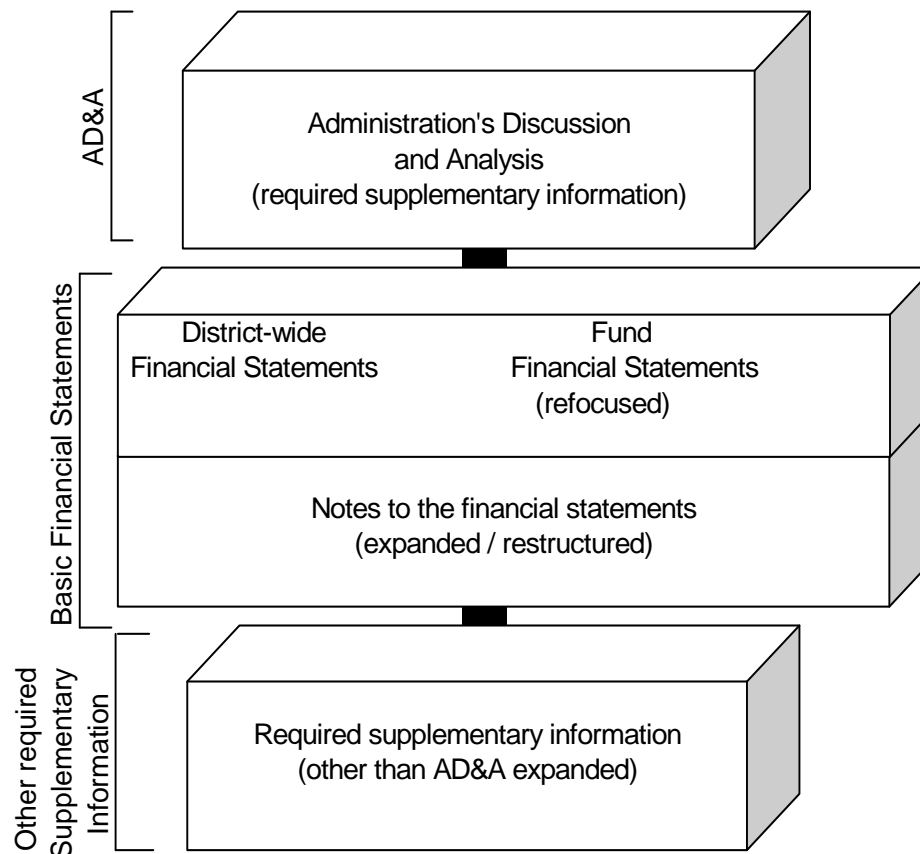 AD&A
Administration's Discussion
and Analysis
(required supplementary information)
Basic Financial Statements
District-wide
Financial Statements
Fund
Financial Statements
(refocused)
Notes to the financial statements
(expanded / restructured)
Other required
Supplementary
Information
Required supplementary information
(other than AD&A expanded)